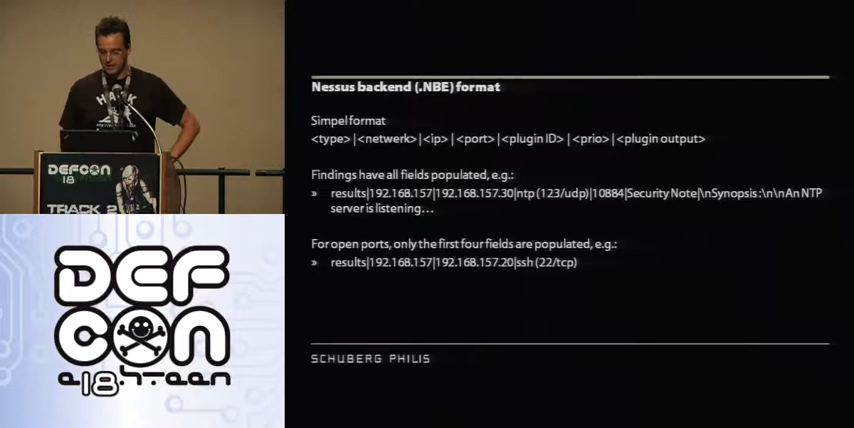 HACK
DEFCON
18
TRACK 2
DEF
CON
e18hteen
Nessus backend (.NBE) format
Simpel format
<type> | <netwerk> | <ip> | <port> | <plugin ID> | <prio> | <plugin output>
Findings have all fields populated, e.g.:
» results|192.168.157|192.168.157.30|ntp (123/udp)|10884|Security Note|\nSynopsis :\n\nAn NTP
server is listening…
For open ports, only the first four fields are populated, e.g.:
» results|192.168.157|192.168.157.20|ssh (22/tcp)
SCHUBERG PHILIS